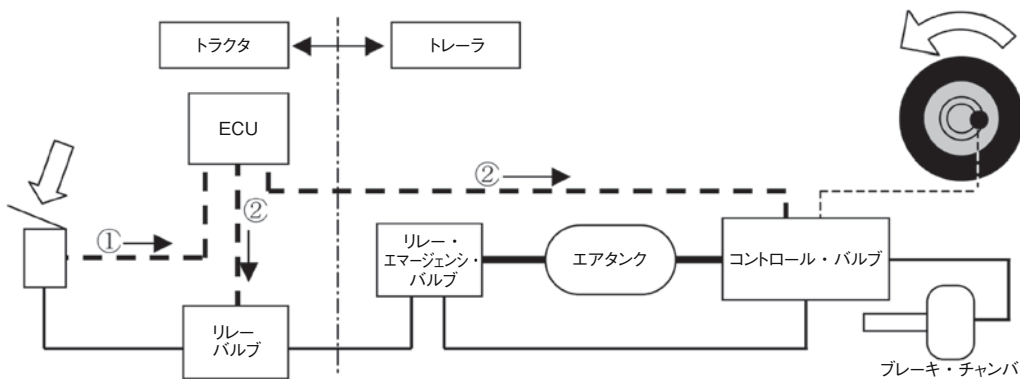 トラクタ
トレーラ
ECU
②
①
②
リレー・
エマージェンシ・
バルブ
エアタンク
コントロール・バルブ
リレー
バルブ
ブレーキ・チャンバ